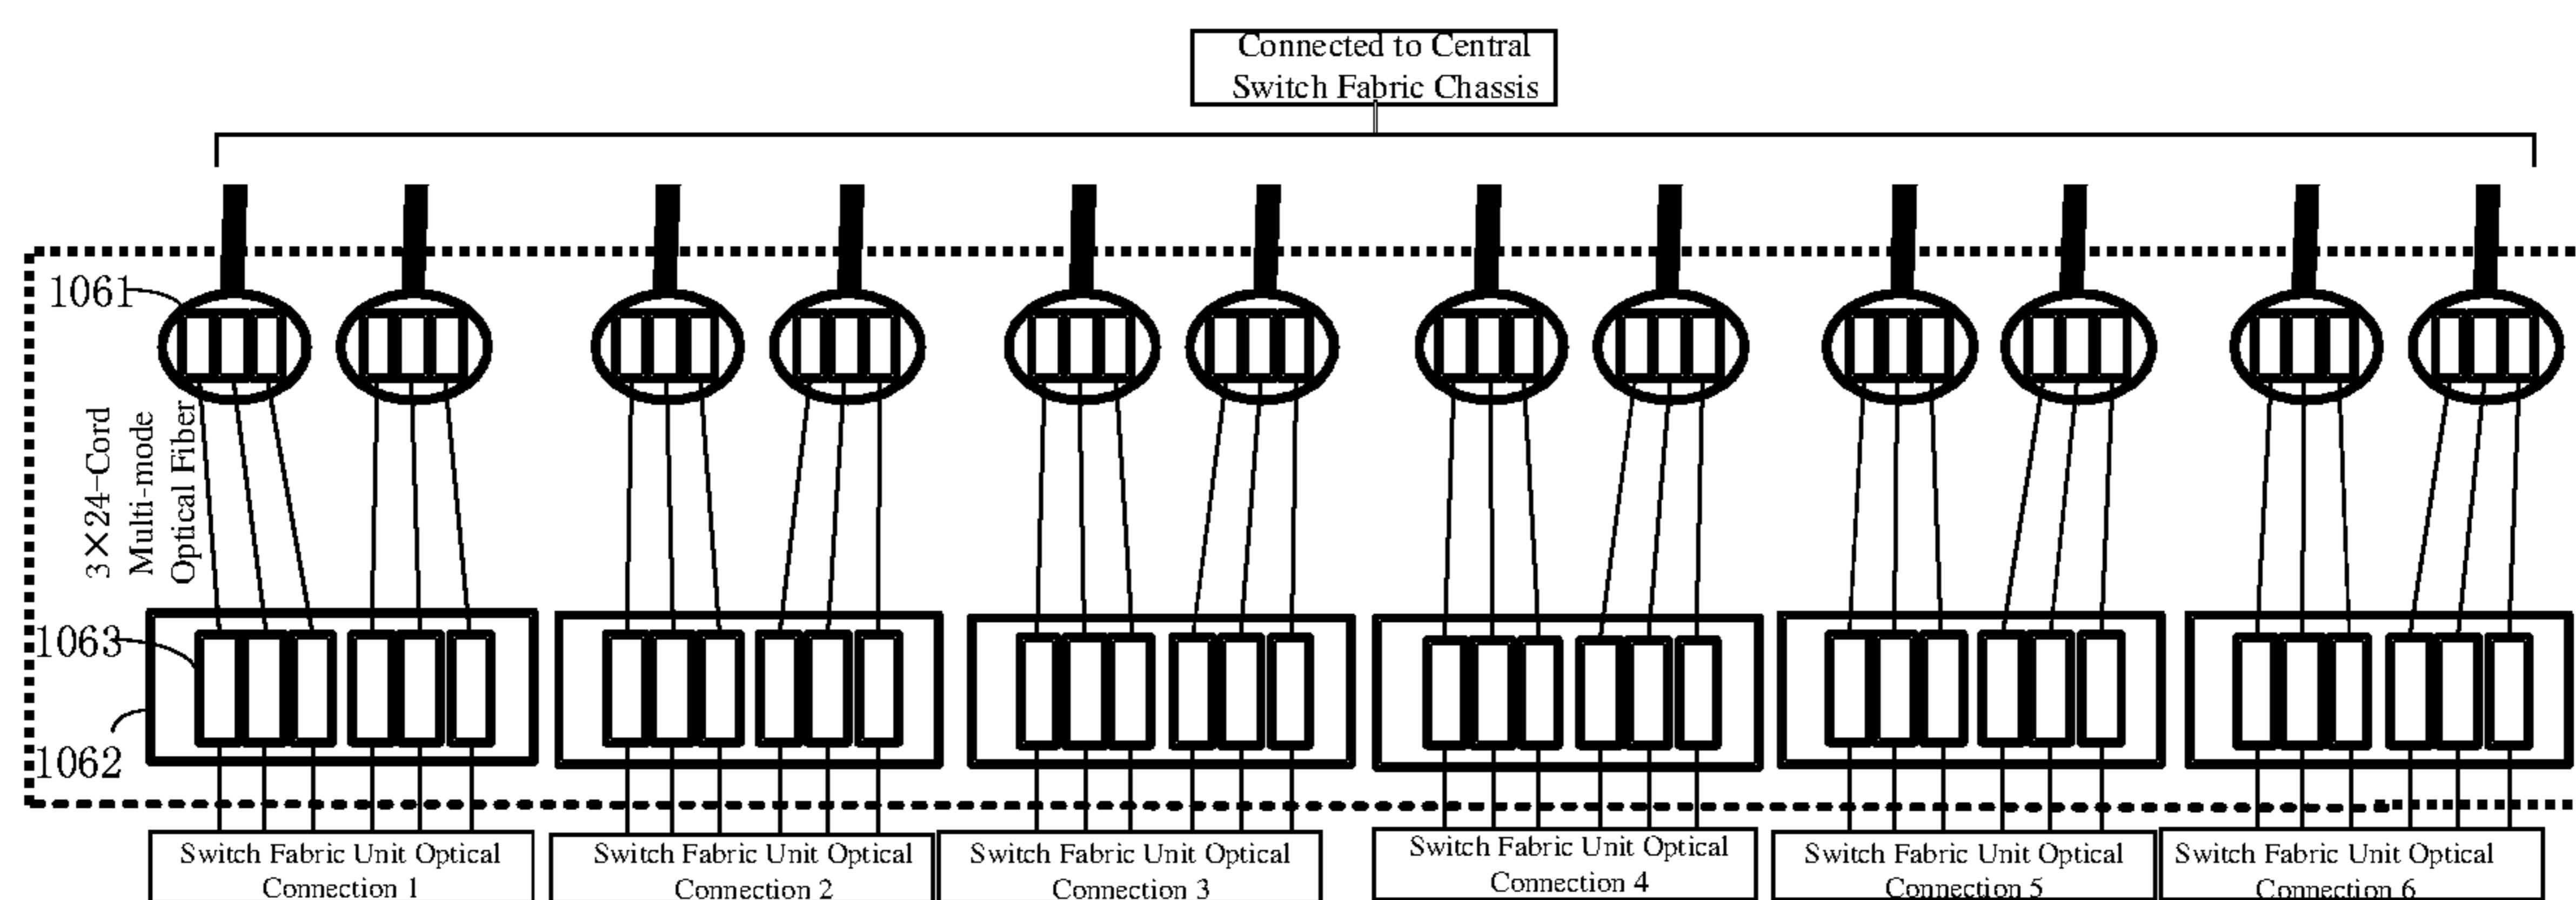 Connected to Central
Switch Fabric Chassis
1061
3×24-Cord
Multi-mode
Optical Fiber
1063
1062
Switch Fabric Unit Optical
Connection 1
Switch Fabric Unit Optical
Connection 2
Switch Fabric Unit Optical
Connection 3
Switch Fabric Unit Optical
Connection 4
Switch Fabric Unit Optical
Connection 5
Switch Fabric Unit Optical
Connection 6